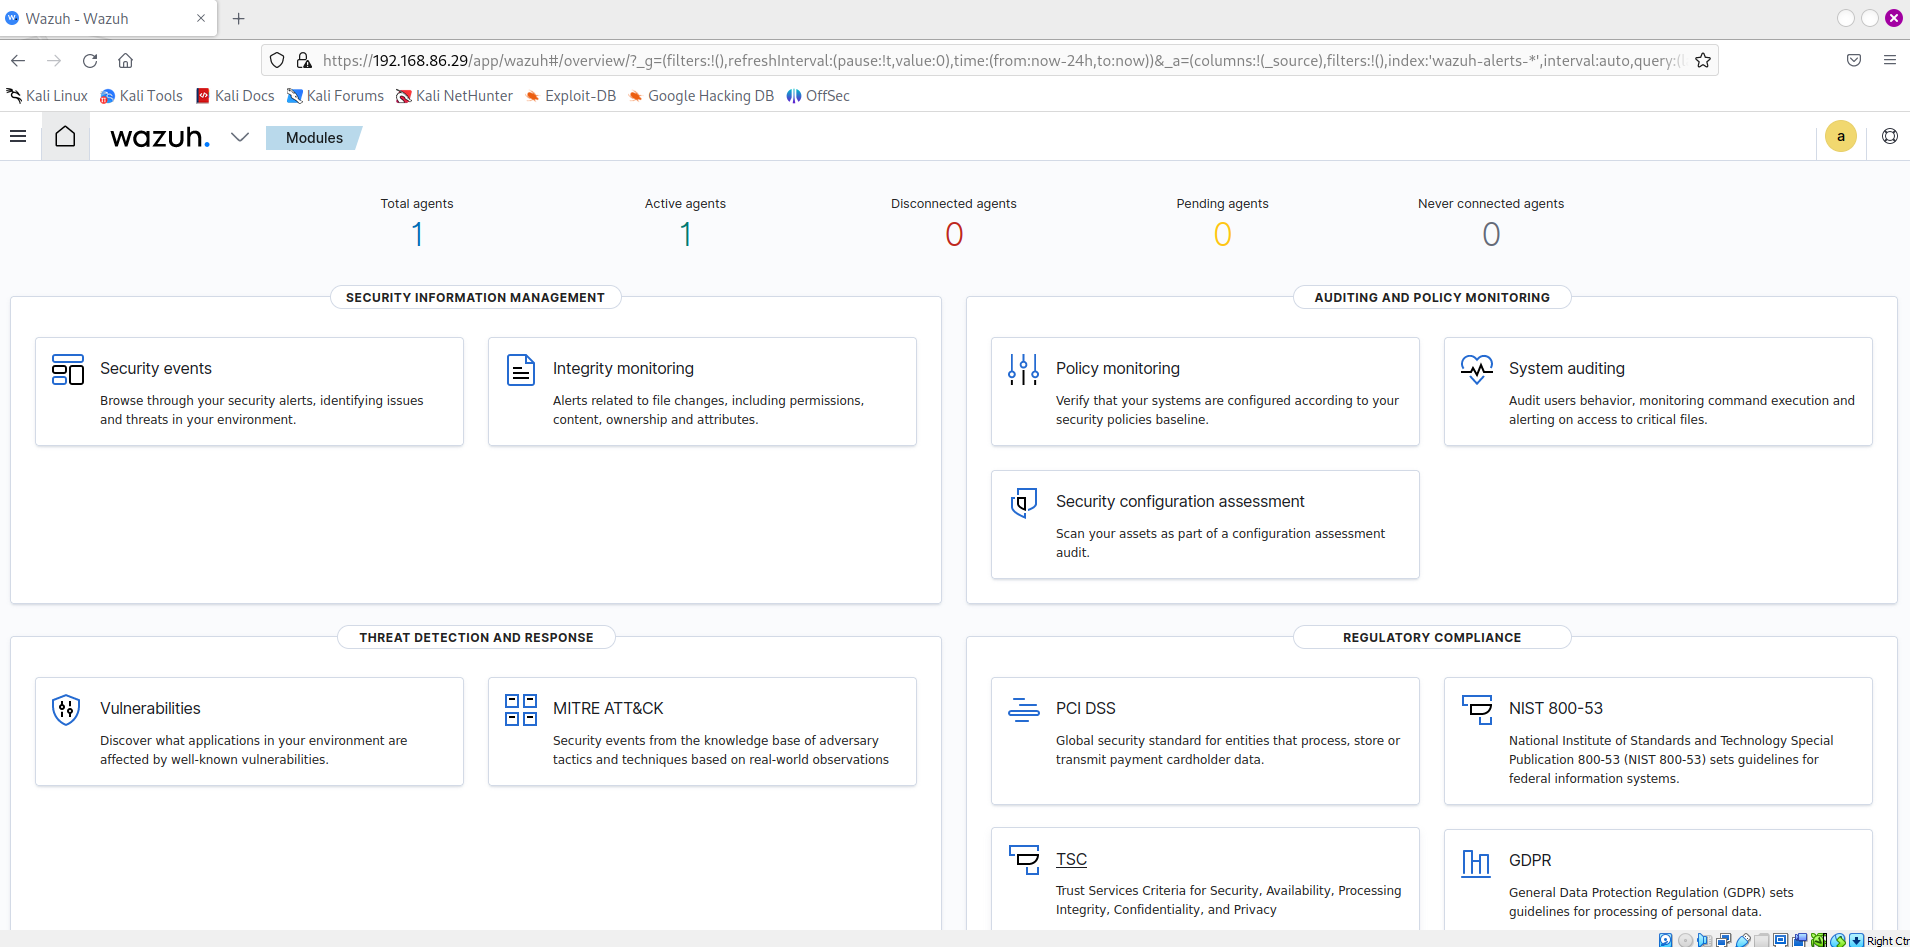 Wazuh - Wazuh
https://192.168.86.29/app/wazuh#/overview/?_g=(filters:!(),refreshInterval:(pause:!t,value:0),time:(from:now-24h,to:now))&_a=(columns:!(_source),filters:!(),index:'wazuh-alerts-*',interval:auto,query:(l
Kali Linux Kali Tools Kali Docs Kali Forums Kali NetHunter Exploit-DB Google Hacking DB OffSec
wazuh. Modules a
Total agents Active agents Disconnected agents Pending agents Never connected agents
1 1 0 0 0
SECURITY INFORMATION MANAGEMENT
Security events
Browse through your security alerts, identifying issues
and threats in your environment.
Integrity monitoring
Alerts related to file changes, including permissions,
content, ownership and attributes.
AUDITING AND POLICY MONITORING
Policy monitoring
Verify that your systems are configured according to your
security policies baseline.
System auditing
Audit users behavior, monitoring command execution and
alerting on access to critical files.
Security configuration assessment
Scan your assets as part of a configuration assessment
audit.
THREAT DETECTION AND RESPONSE
Vulnerabilities
Discover what applications in your environment are
affected by well-known vulnerabilities.
MITRE ATT&CK
Security events from the knowledge base of adversary
tactics and techniques based on real-world observations
REGULATORY COMPLIANCE
PCI DSS
Global security standard for entities that process, store or
transmit payment cardholder data.
NIST 800-53
National Institute of Standards and Technology Special
Publication 800-53 (NIST 800-53) sets guidelines for
federal information systems.
TSC
Trust Services Criteria for Security, Availability, Processing
Integrity, Confidentiality, and Privacy
GDPR
General Data Protection Regulation (GDPR) sets
guidelines for processing of personal data.
Right Ctr